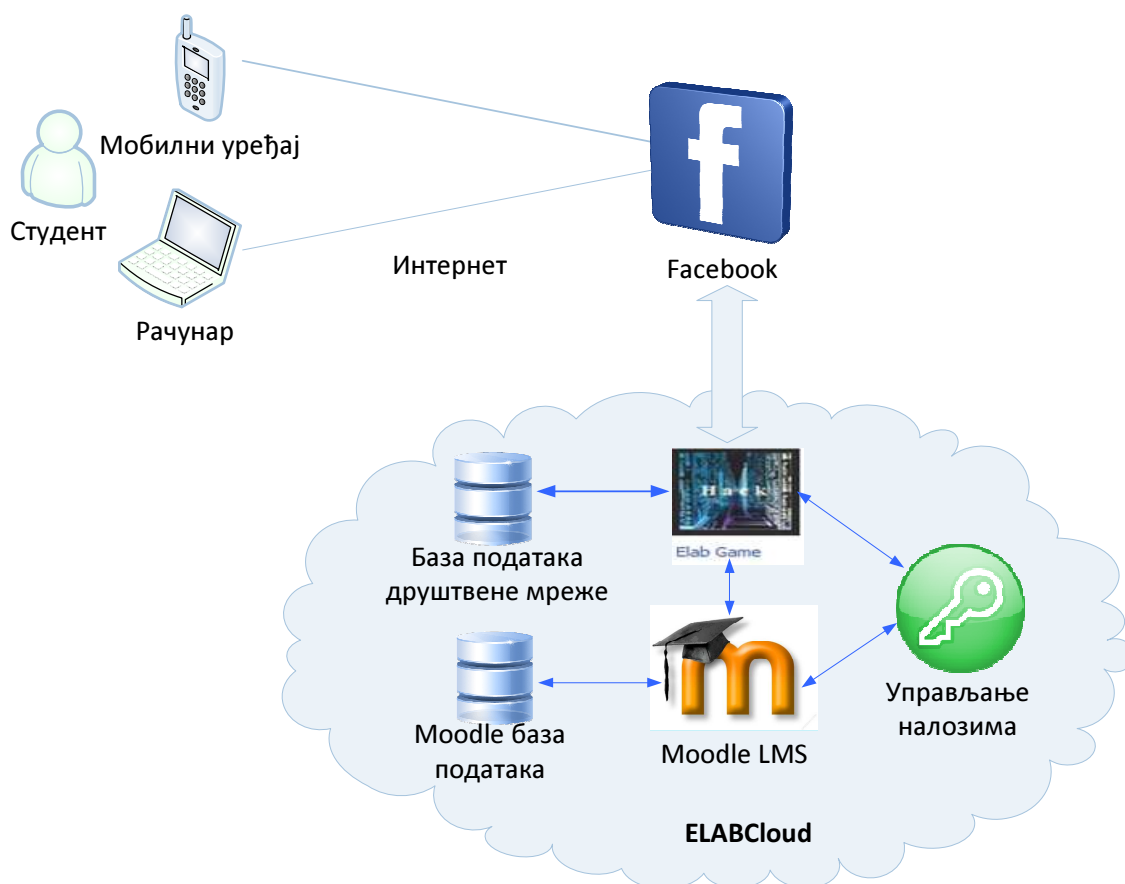 Мобилни уређај
Студент
Рачунар
Интернет
Facebook
Hack
Elab Game
База података
друштвене мреже
Moodle база
података
Moodle LMS
Управљање
налозима
ELABCloud